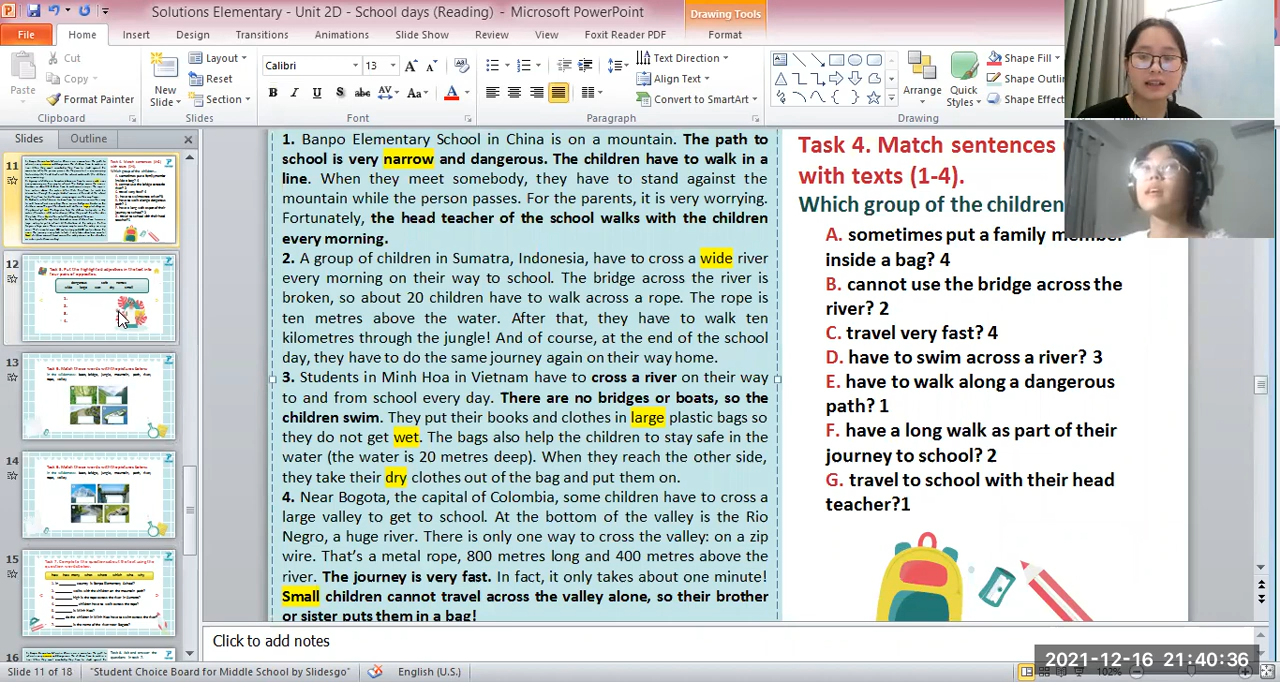 Solutions Elementary - Unit 2D - School days (Reading) - Microsoft PowerPoint
Drawing Tools
File Home Insert Design Transitions Animations Slide Show Review View Foxit Reader PDF Format
Cut
Copy
Format Painter
Paste
Clipboard
New Slide
Layout
Reset
Section
Slides
Calibri 13
Font
Text Direction
Align Text
Convert to SmartArt
Paragraph
Arrange
Quick Styles
Shape Fill
Shape Outli
Shape Effect
Drawing
Slides Outline
11
12
13
14
15
16
1. Banpo Elementary School in China is on a mountain. The path to
school is very narrow and dangerous. The children have to walk in a
line. When they meet somebody, they have to stand against the
mountain while the person passes. For the parents, it is very worrying.
Fortunately, the head teacher of the school walks with the children
every morning.
2. A group of children in Sumatra, Indonesia, have to cross a wide river
every morning on their way to school. The bridge across the river is
broken, so about 20 children have to walk across a rope. The rope is
ten metres above the water. After that, they have to walk ten
kilometres through the jungle! And of course, at the end of the school
day, they have to do the same journey again on their way home.
3. Students in Minh Hoa in Vietnam have to cross a river on their way
to and from school every day. There are no bridges or boats, so the
children swim. They put their books and clothes in large plastic bags so
they do not get wet. The bags also help the children to stay safe in the
water (the water is 20 metres deep). When they reach the other side,
they take their dry clothes out of the bag and put them on.
4. Near Bogota, the capital of Colombia, some children have to cross a
large valley to get to school. At the bottom of the valley is the Rio
Negro, a huge river. There is only one way to cross the valley: on a zip
wire. That's a metal rope, 800 metres long and 400 metres above the
river. The journey is very fast. In fact, it only takes about one minute!
Small children cannot travel across the valley alone, so their brother
or sister puts them in a bag!
Task 4. Match sentences
with texts (1-4).
Which group of the children
A. sometimes put a family member
inside a bag? 4
B. cannot use the bridge across the
river? 2
C. travel very fast? 4
D. have to swim across a river? 3
E. have to walk along a dangerous
path? 1
F. have a long walk as part of their
journey to school? 2
G. travel to school with their head
teacher?1
Click to add notes
Slide 11 of 18 "Student Choice Board for Middle School by Slidesgo" English (U.S.) 102%
2021-12-16 21:40:36